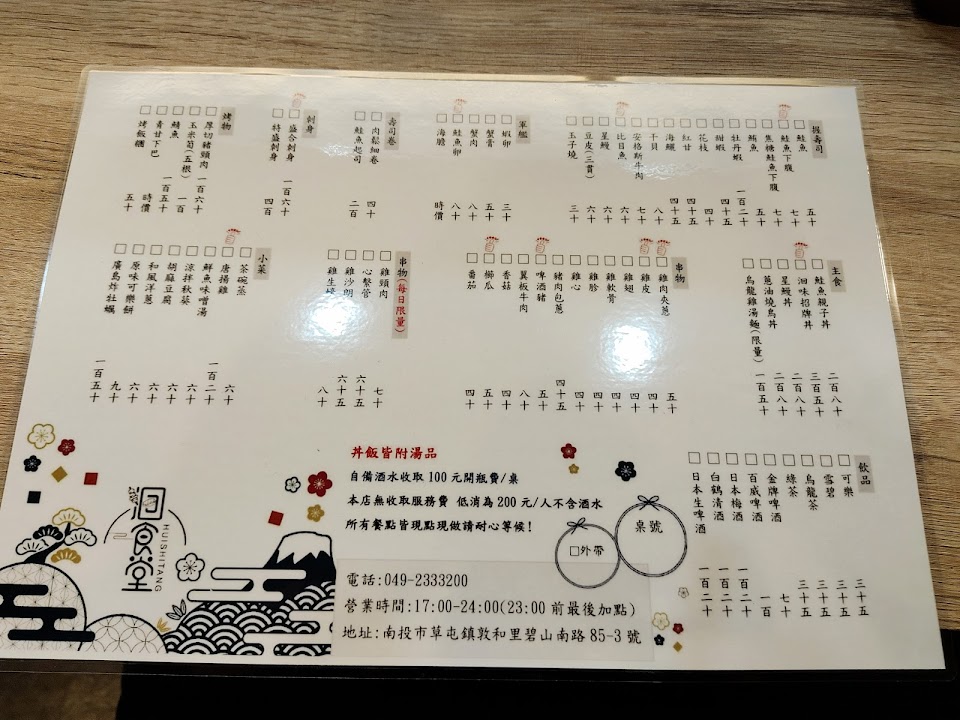 握壽司
鮭魚 五十
鮭魚下腹 七十
焦糖鮭魚下腹 七十
鮪魚 五十
牡丹蝦 一百二十
甜蝦 四十
花枝 四十
紅甘 四十五
海鱺 四十五
干貝 八十
安格斯牛肉 七十
比目魚 六十
星鰻 七十
豆皮(三貫) 六十
玉子燒 三十
軍艦
蝦卵 三十
蟹膏 五十
蟹肉 八十
鮭魚卵 八十
海膽 時價
壽司卷
肉鬆細卷 四十
鮭魚起司 二百
刺身
盛合刺身 一百六十
特盛刺身 四百
烤物
厚切豬頸肉 一百六十
玉米筍(五根) 一百
鯖魚 一百五十
青甘下巴 時價
烤飯糰 五十
主食
鮭魚親子丼 二百八十
洄味招牌丼 三百五十
星鰻丼 二百八十
蔥油燒鳥丼 二百八十
烏龍雞湯麵(限量) 一百五十
串物
雞肉夾蔥 五十
雞皮 四十
雞翅 四十
雞軟骨 四十
雞胗 四十
雞心 四十
豬肉包蔥 四十五
啤酒豬 五十
翼板牛肉 八十
香菇 四十
櫛瓜 五十
番茄 四十
串物(每日限量)
雞頸肉 七十
心繫管 六十五
雞沙朗 六十五
雞生蠔 八十
小菜
茶碗蒸 六十
唐揚雞 一百二十
鮮魚味噌湯 六十
涼拌秋葵 六十
胡麻豆腐 六十
和風洋蔥 六十
原味可樂餅 九十
廣島炸牡蠣 一百五十
飲品
可樂 三十五
雪碧 三十五
烏龍茶 三十五
綠茶 三十五
金牌啤酒 七十
百威啤酒 一百
日本梅酒 一百二十
白鶴清酒 一百二十
日本生啤酒 一百二十
丼飯皆附湯品
自備酒水收取 100 元開瓶費/桌
本店無收取服務費 低消為 200 元/人不含酒水
所有餐點皆現點現做請耐心等候!
外帶
桌號
洄食堂
HUISHITANG
電話:049-2333200
營業時間:17:00-24:00(23:00 前最後加點)
地址:南投市草屯鎮敦和里碧山南路 85-3 號